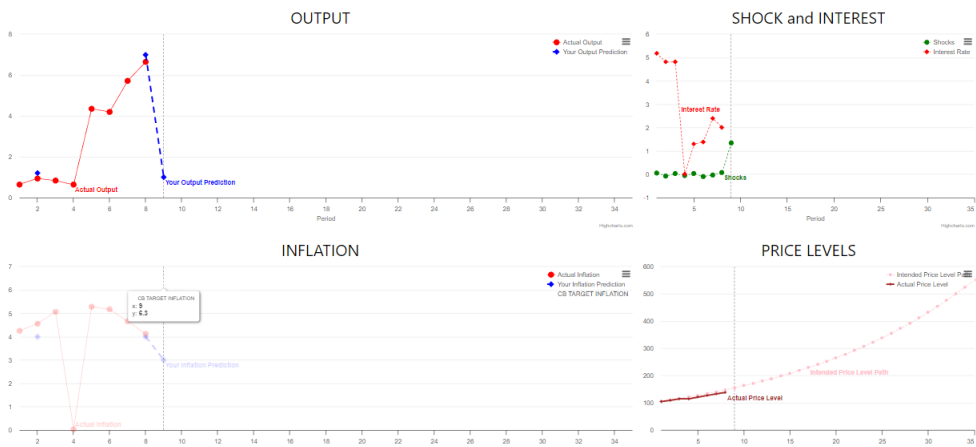 OUTPUT
8
6
4
2
0
Actual Output
Your Output Prediction
Actual Output
Your Output Prediction
2 4 6 8 10 12 14 16 18 20 22 24 26 28 30 32 34
Period
Highcharts.com
SHOCK and INTEREST
6
5
4
3
2
1
0
Shocks
Interest Rate
Interest Rate
Shocks
5 10 15 20 25 30 35
Period
Highcharts.com
INFLATION
7
6
5
4
3
2
1
0
Actual Inflation
Your Inflation Prediction
CB TARGET INFLATION
CB TARGET INFLATION
x: 9
y: 6.3
Your Inflation Prediction
Actual Inflation
2 4 6 8 10 12 14 16 18 20 22 24 26 28 30 32 34
PRICE LEVELS
600
500
400
300
200
100
0
Intended Price Level Path
Actual Price Level
Intended Price Level Path
Actual Price Level
5 10 15 20 25 30 35